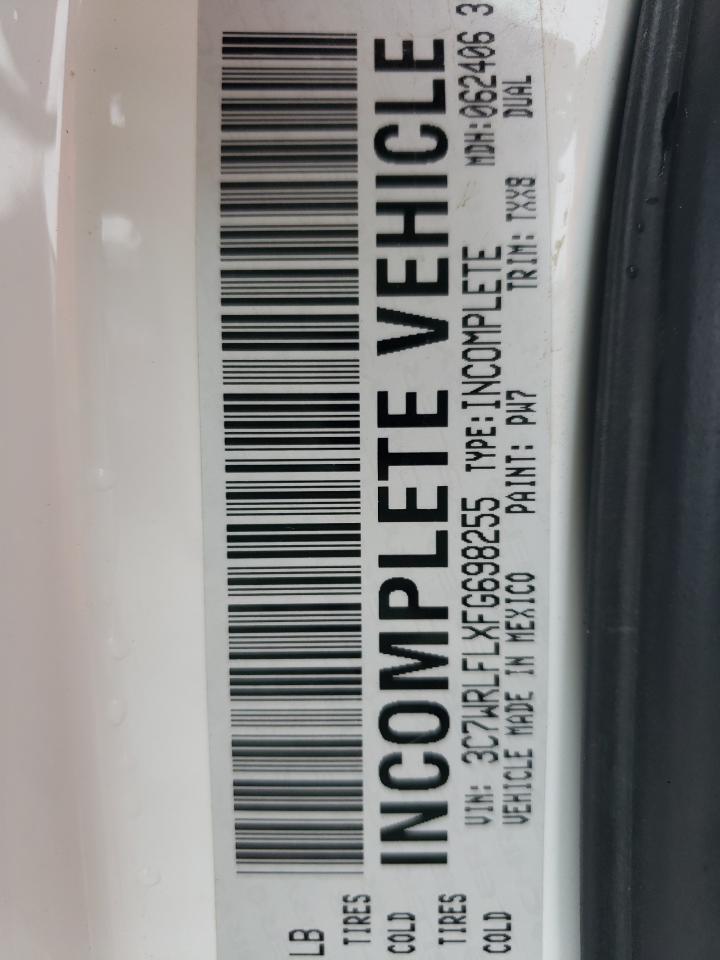 LB
TIRES COLD
TIRES COLD
INCOMPLETE VEHICLE
VIN: 3C7WRLFLXFG698255 TYPE:INCOMPLETE MDH:062406 3
VEHICLE MADE IN MEXICO PAINT: PW7 TRIM: TXX8 DUAL